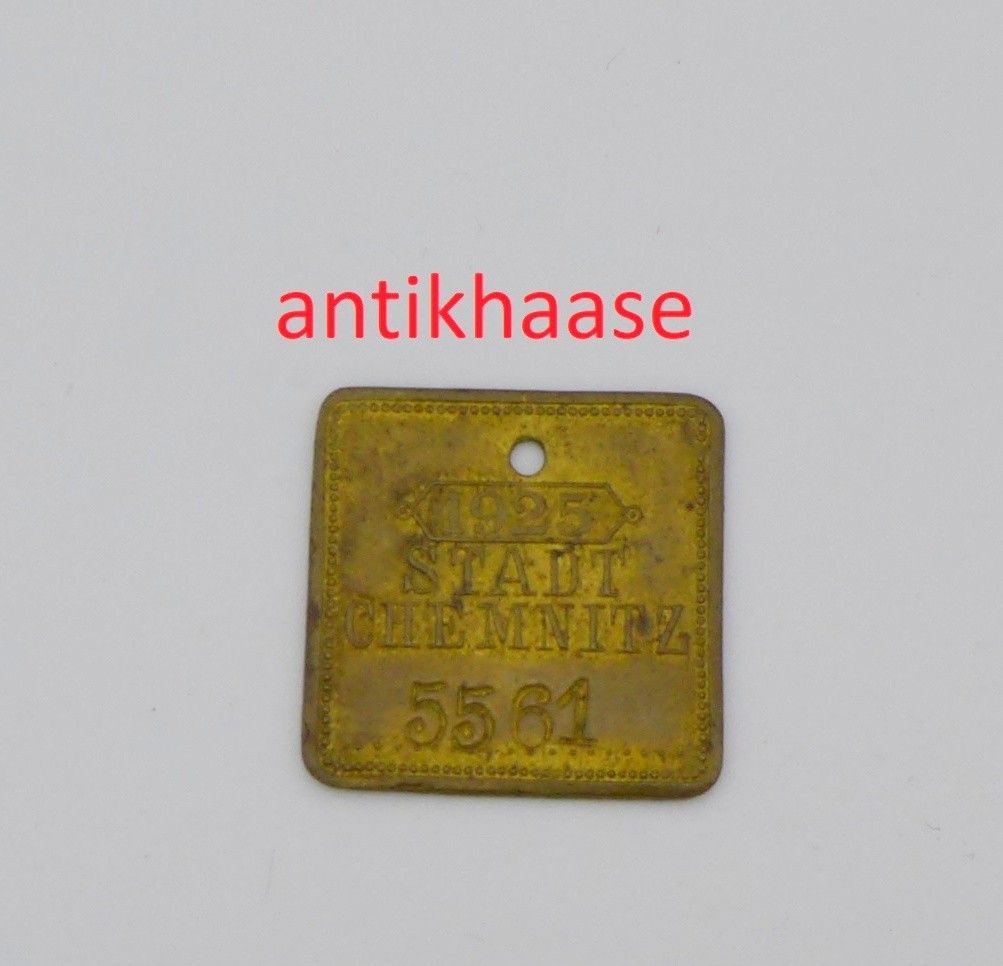 antikhaase
1925
STADT
CHEMNITZ
5561